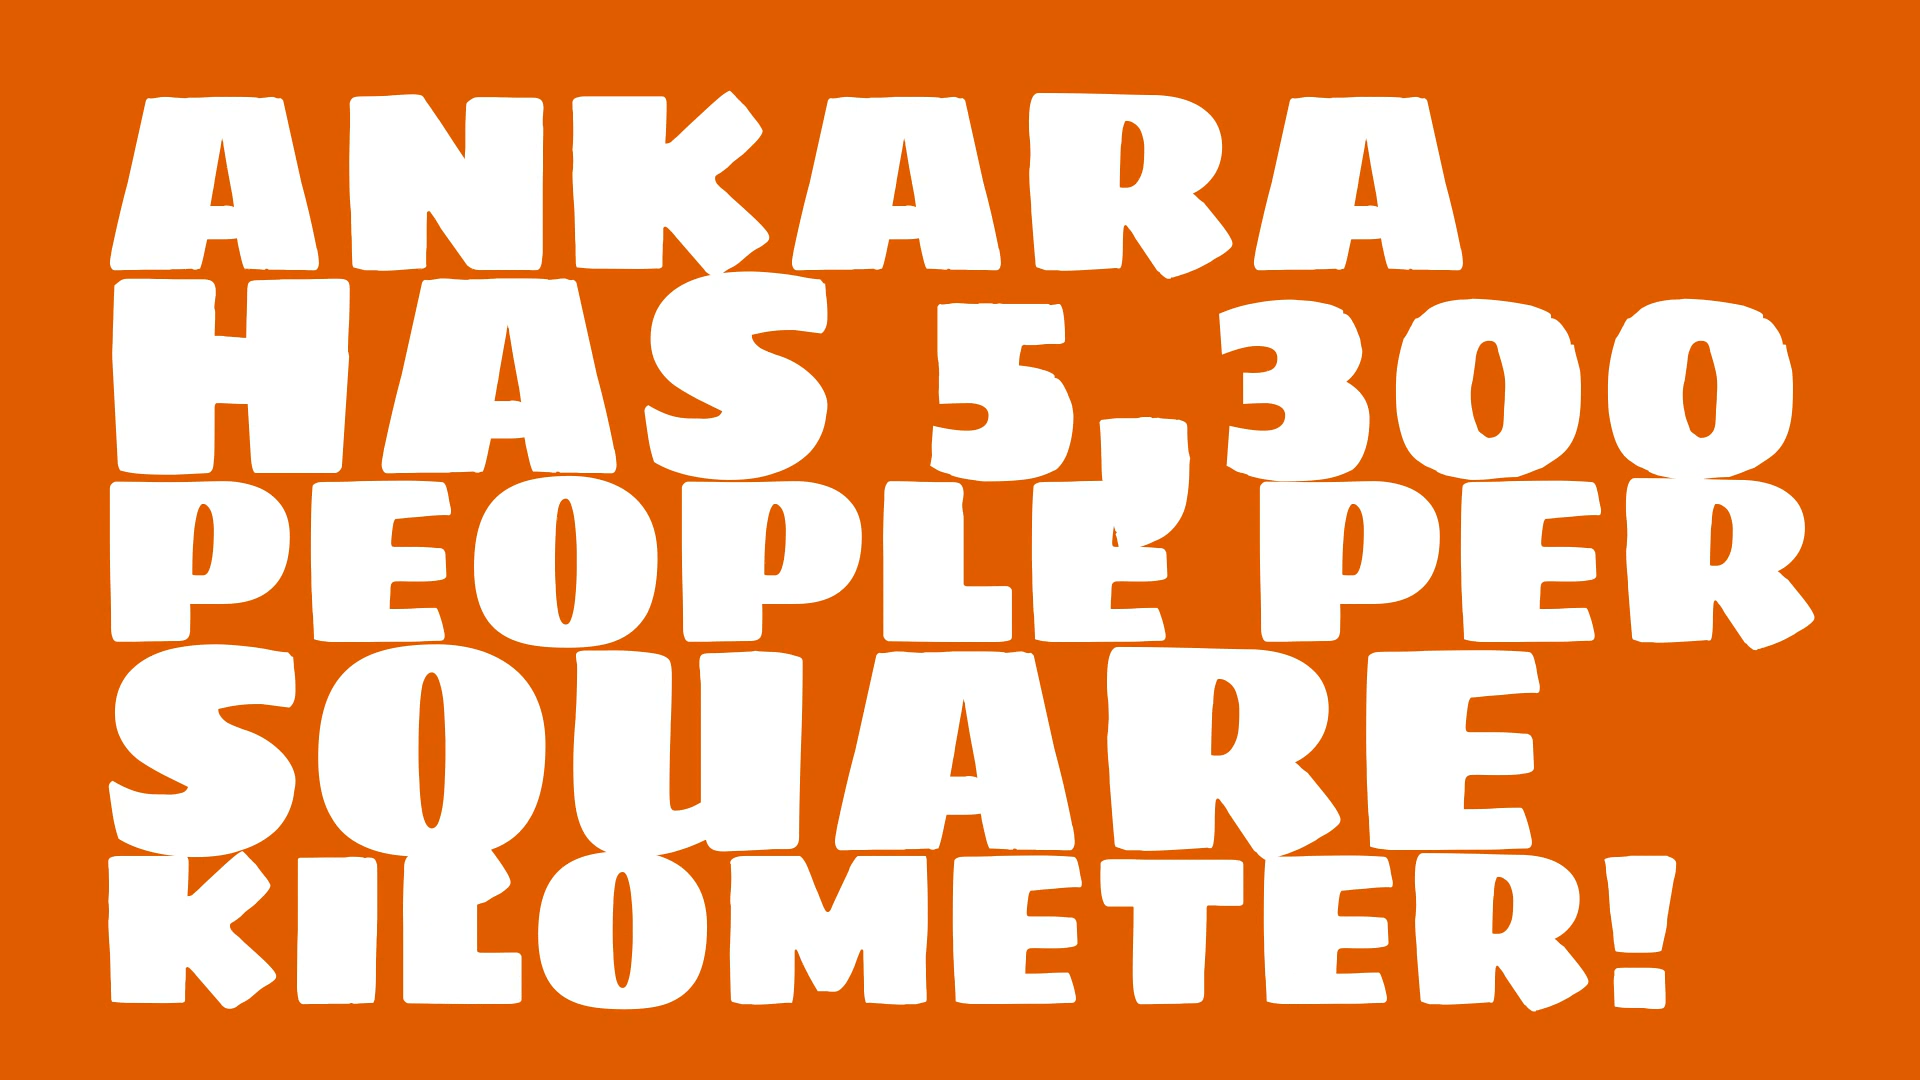 ANKARA
HAS 5,300
PEOPLE PER
SQUARE
KILOMETER!